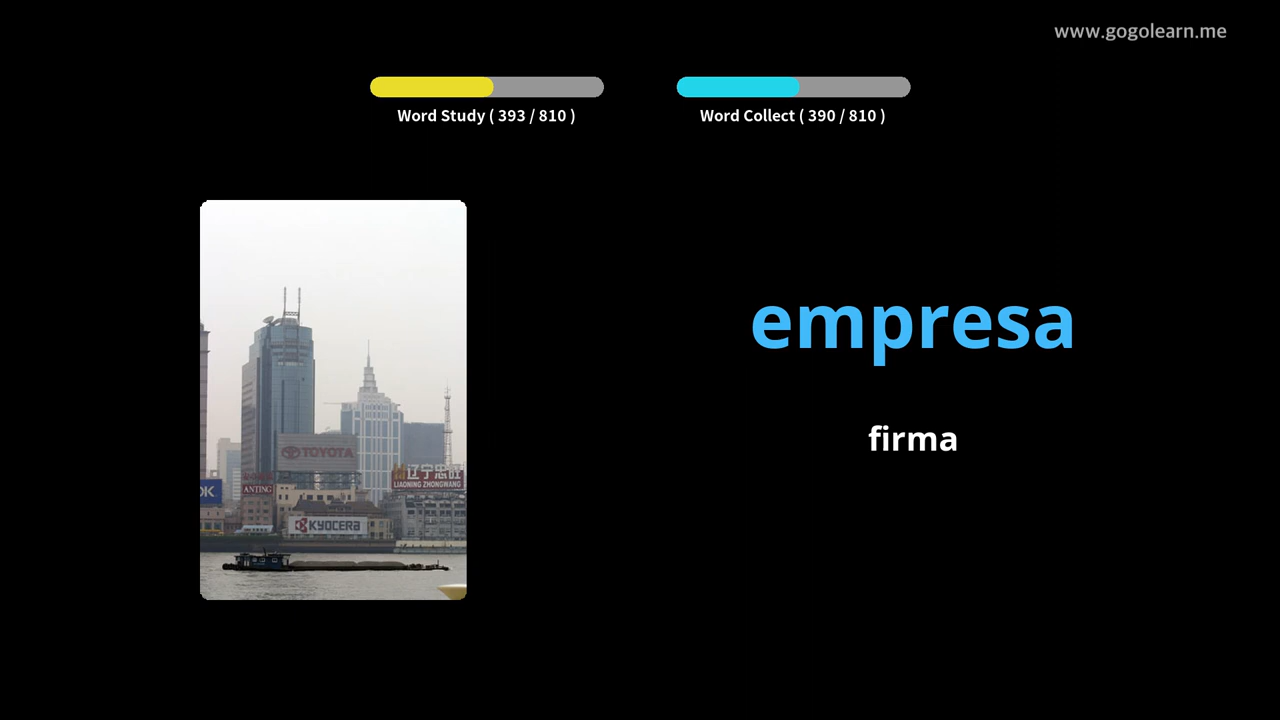 www.gogolearn.me
Word Study ( 393 / 810 )
Word Collect ( 390 / 810 )
empresa
firma
TOYOTA
辽宁忠旺
LIAONING ZHONGWANG
ANTING
OK
KYOCERA